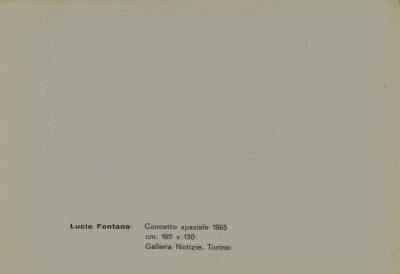 Lucio Fontana Concetto spaziale 1965
cm. 165 x 130
Galleria Notizie, Torino